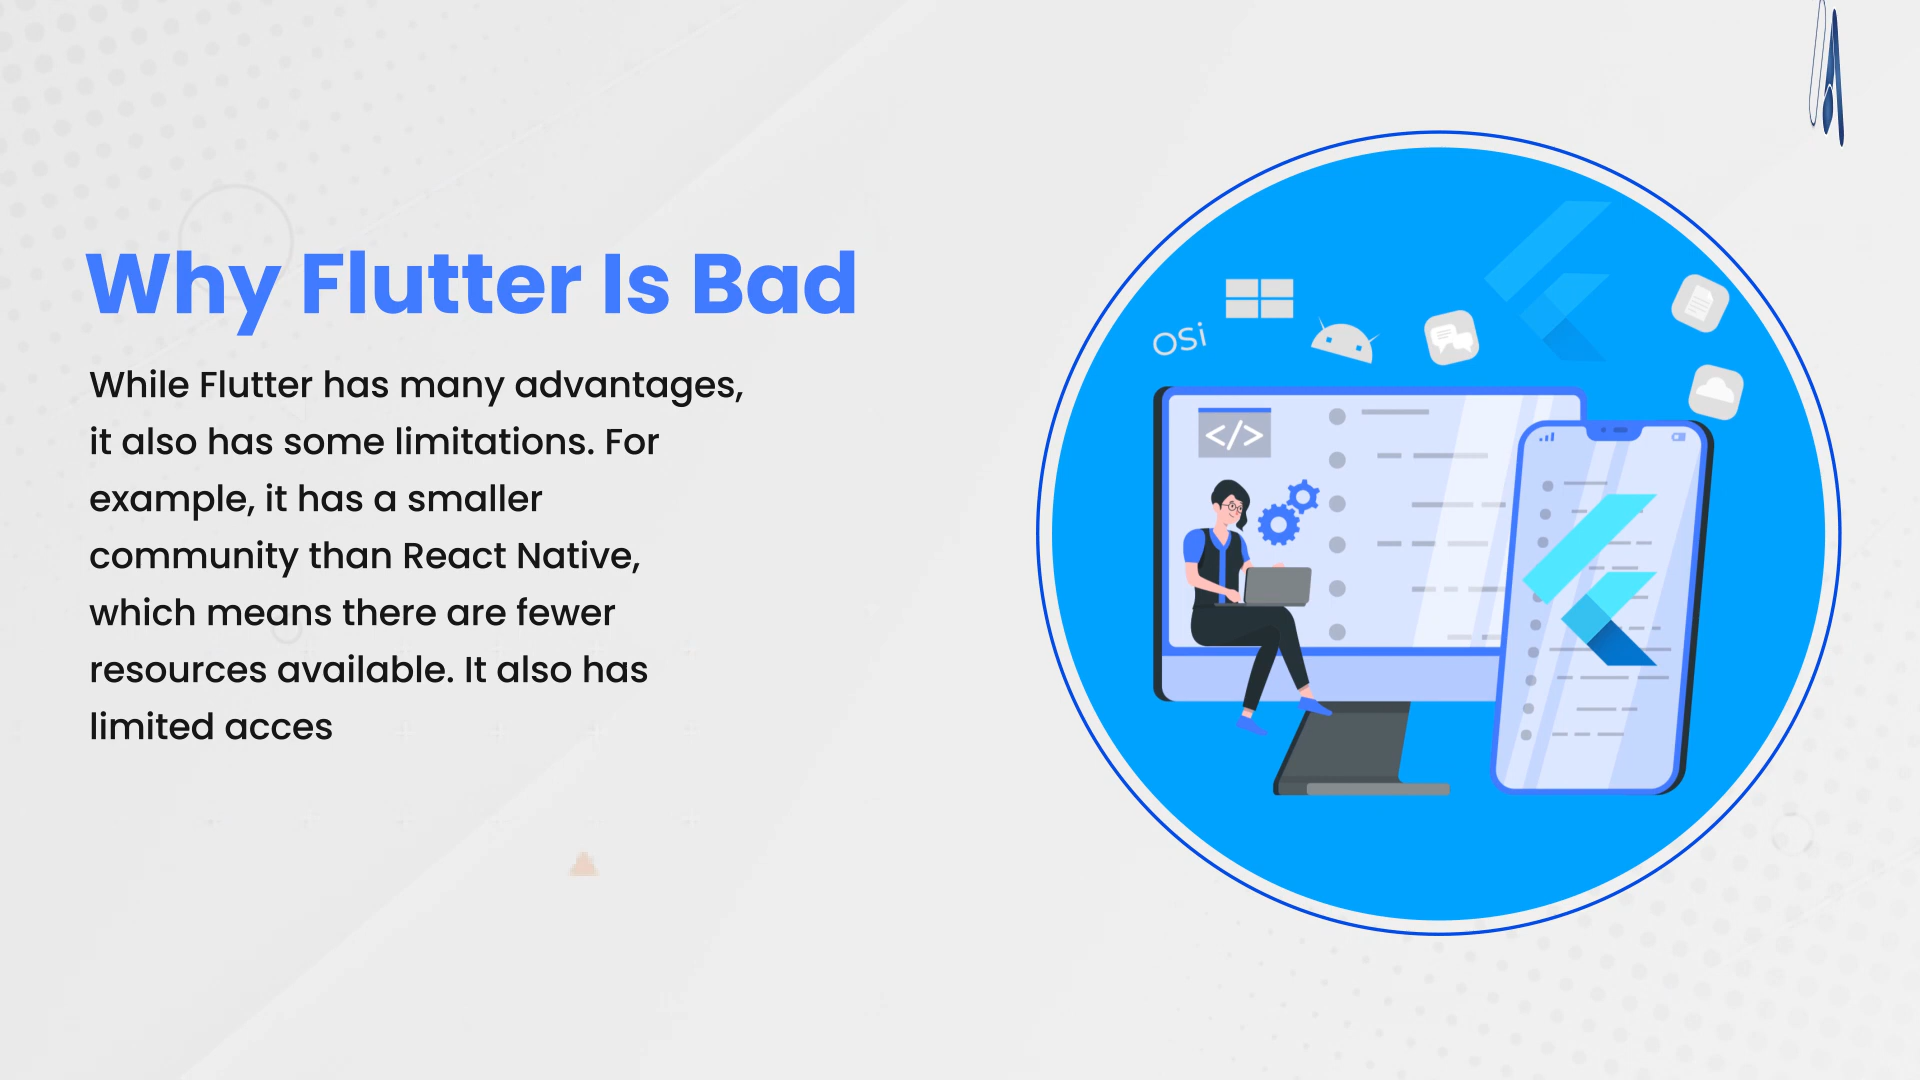 Why Flutter Is Bad
While Flutter has many advantages,
it also has some limitations. For
example, it has a smaller
community than React Native,
which means there are fewer
resources available. It also has
limited acces
OSi
</>